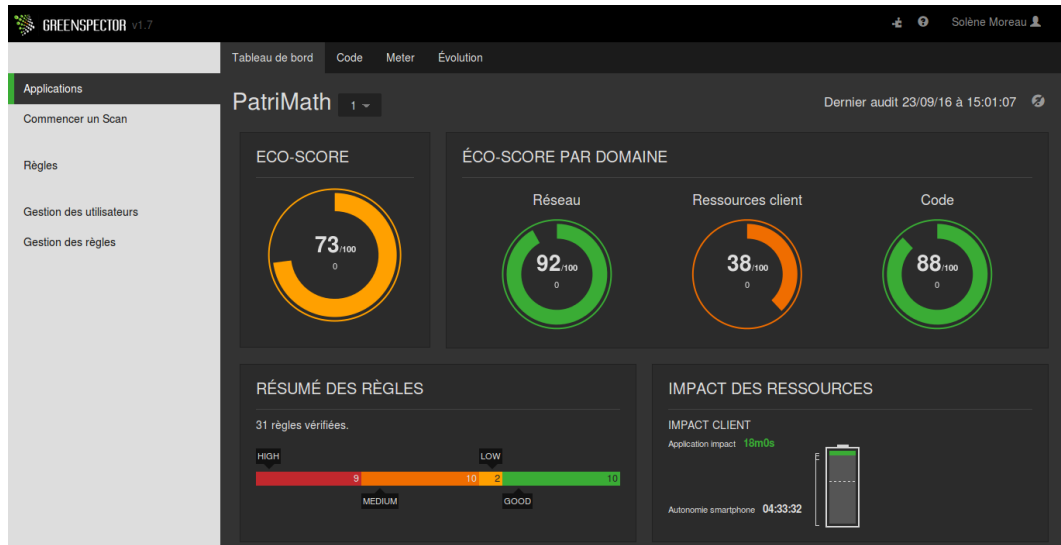 GREENSPECTOR v1.7
Solène Moreau
Tableau de bord Code Meter Évolution
Applications
Commencer un Scan
Règles
Gestion des utilisateurs
Gestion des règles
PatriMath 1
Dernier audit 23/09/16 à 15:01:07
ECO-SCORE
73/100
0
ÉCO-SCORE PAR DOMAINE
Réseau
92/100
0
Ressources client
38/100
0
Code
88/100
0
RÉSUMÉ DES RÈGLES
31 règles vérifiées.
HIGH LOW
9 10 2 10
MEDIUM GOOD
IMPACT DES RESSOURCES
IMPACT CLIENT
Application impact 18m0s
Autonomie smartphone 04:33:32